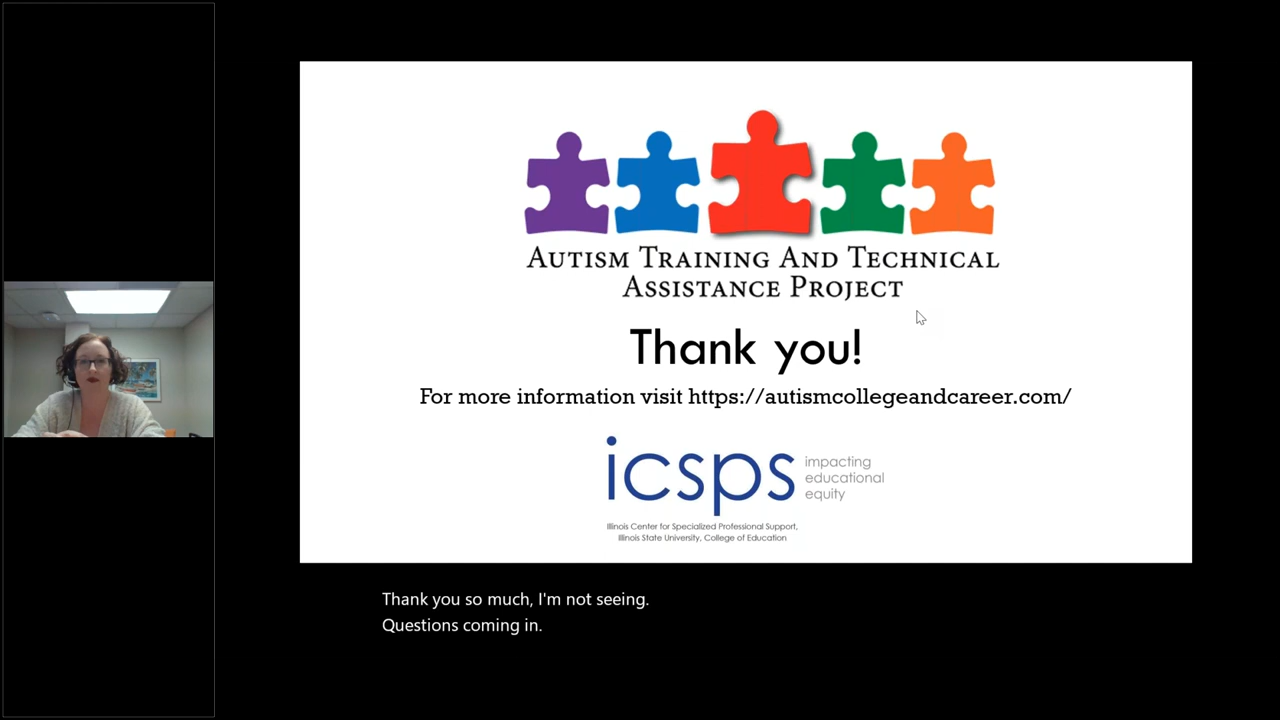 AUTISM TRAINING AND TECHNICAL
ASSISTANCE PROJECT
Thank you!
For more information visit https://autismcollegeandcareer.com/
icsps
impacting
educational
equity
Illinois Center for Specialized Professional Support,
Illinois State University, College of Education
Thank you so much, I'm not seeing.
Questions coming in.